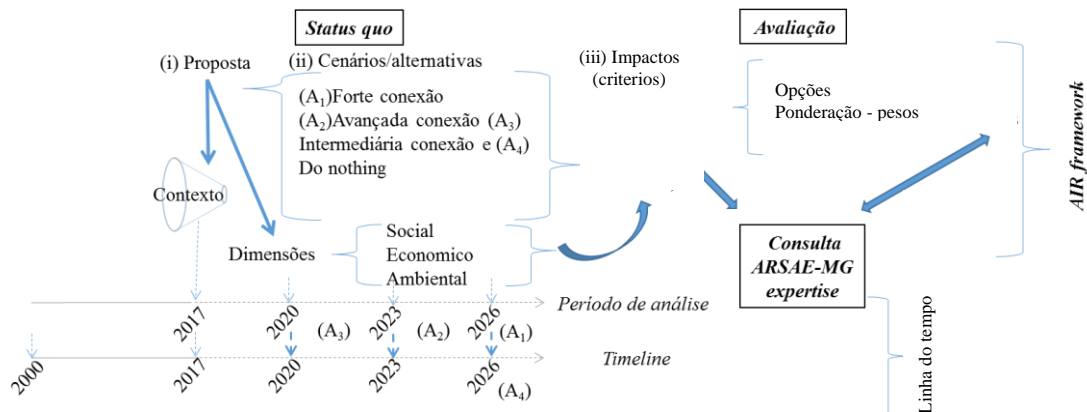 Status quo
Avaliação
(i) Proposta
(ii) Cenários/alternativas
(A1)Forte conexão
(A2)Avançada conexão (A3)
Intermediária conexão e (A4)
Do nothing
(iii) Impactos
(criterios)
Opções
Ponderação - pesos
AIR framework
Contexto
Dimensões
Social
Economico
Ambiental
Consulta
ARSAE-MG
expertise
Período de análise
2017
2020
2023
2026
(A3)
(A2)
(A1)
Timeline
2000
2017
2020
2023
2026
(A4)
Linha do tempo